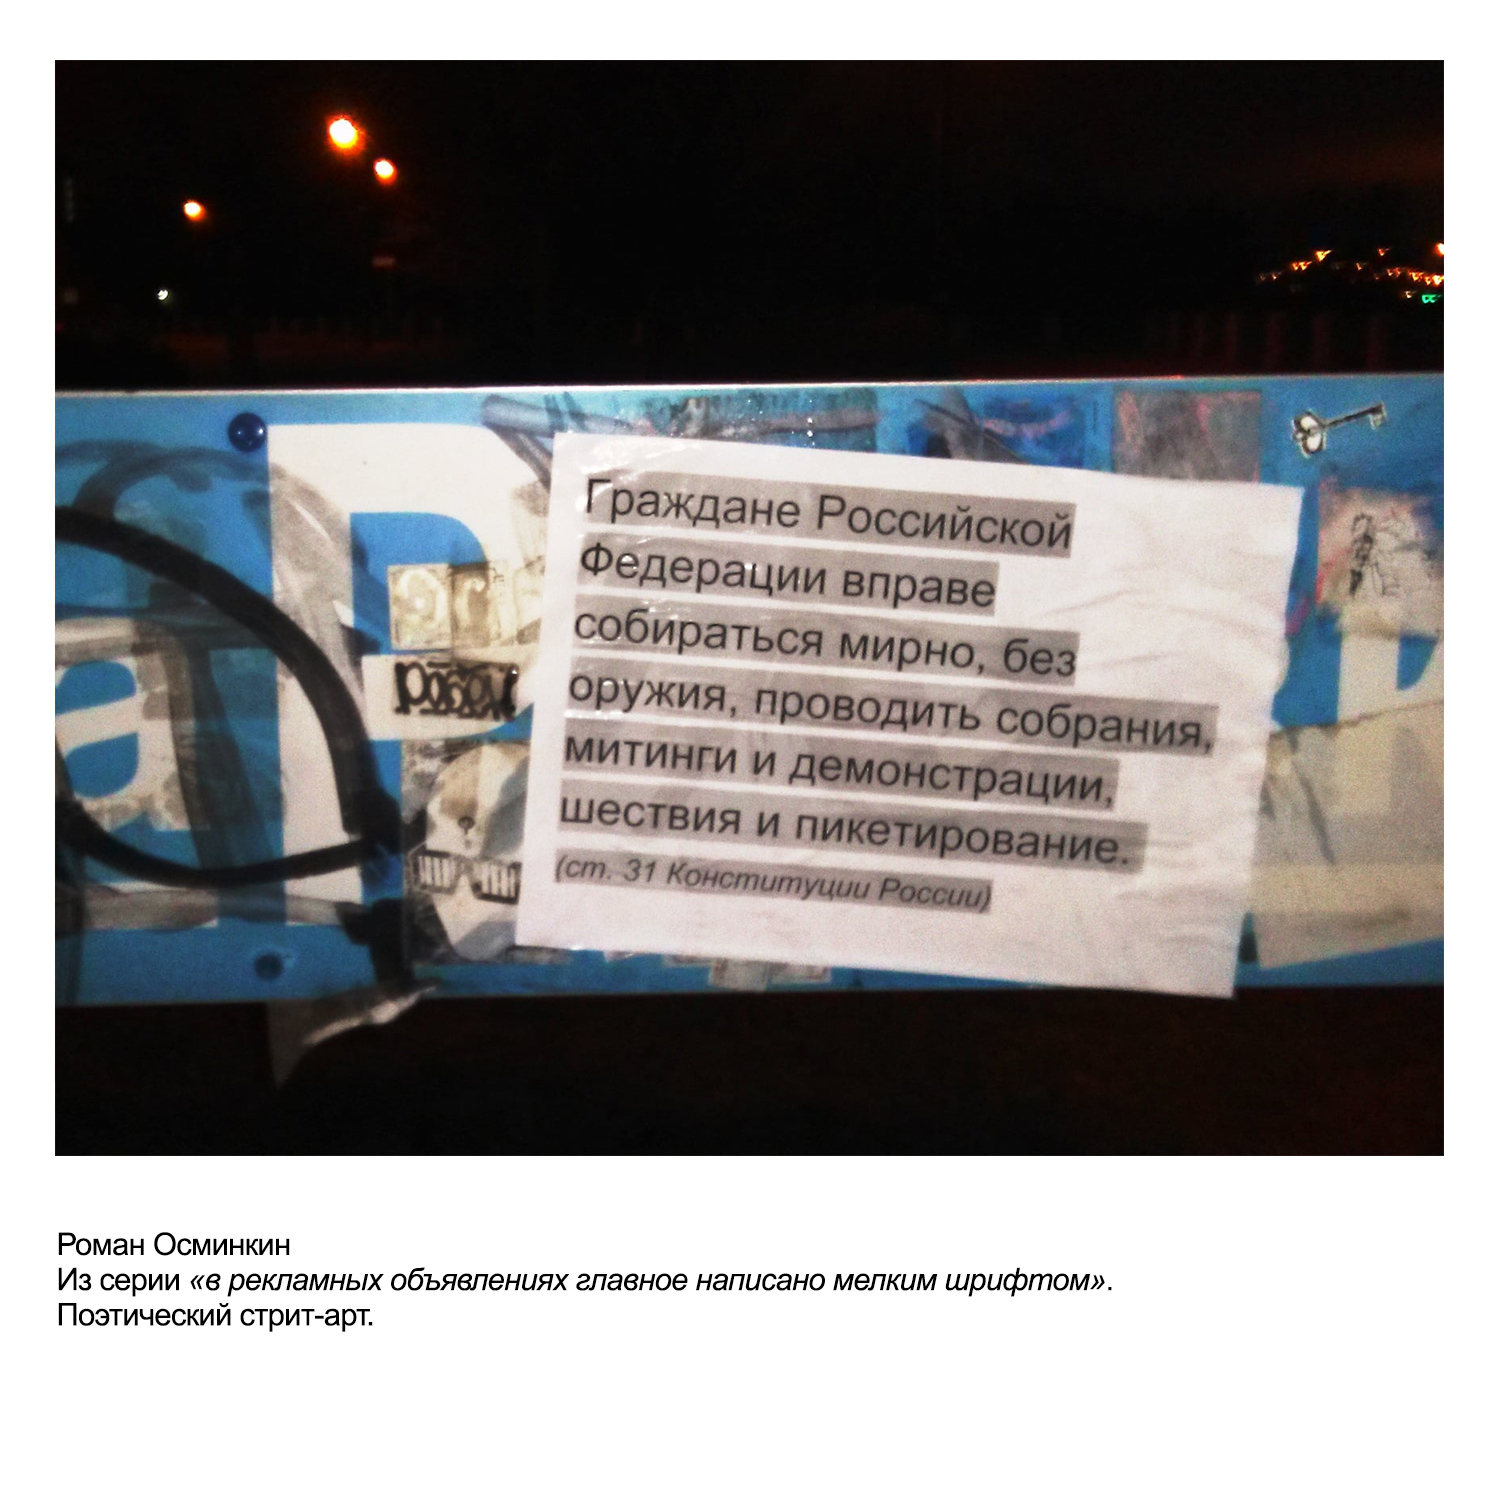 Граждане Российской
Федерации вправе
собираться мирно, без
оружия, проводить собрания,
митинги и демонстрации,
шествия и пикетирование.
(ст. 31 Конституции России)
Роман Осминкин
Из серии «в рекламных объявлениях главное написано мелким шрифтом».
Поэтический стрит-арт.